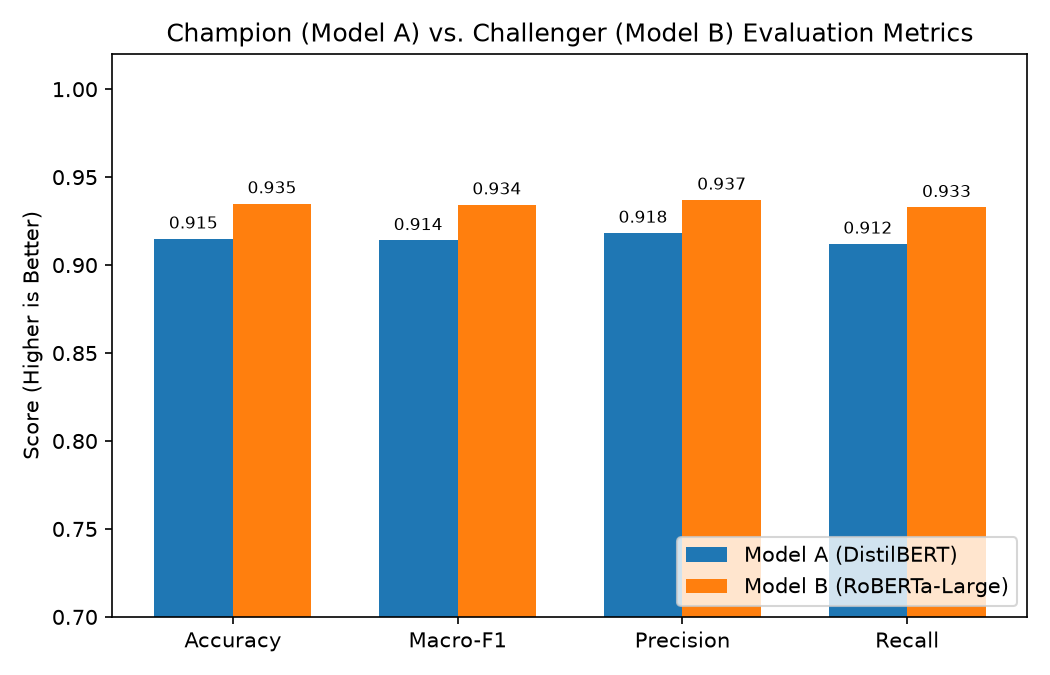 Champion (Model A) vs. Challenger (Model B) Evaluation Metrics
Score (Higher is Better)
1.00
0.95
0.90
0.85
0.80
0.75
0.70
0.915
0.935
0.914
0.934
0.918
0.937
0.912
0.933
Model A (DistilBERT)
Model B (RoBERTa-Large)
Accuracy
Macro-F1
Precision
Recall